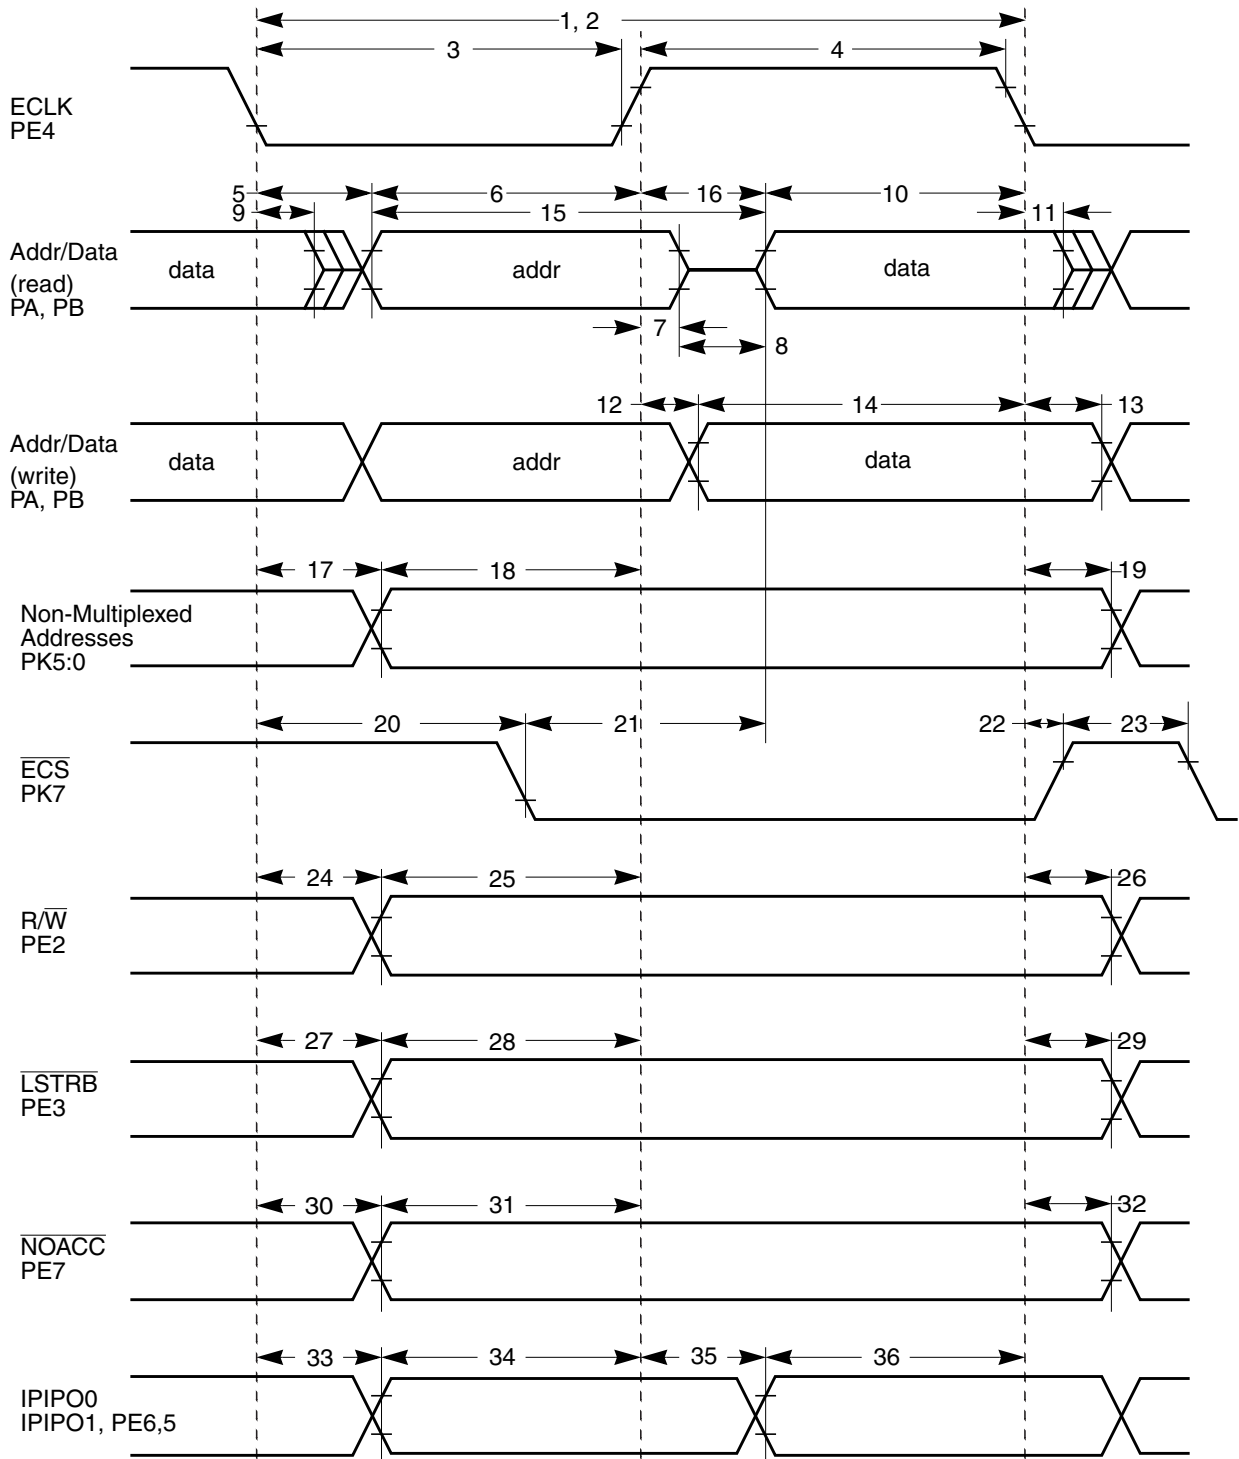 1, 2
3
4
ECLK
PE4
5
6
16
10
9
15
11
Addr/Data
(read)
PA, PB
data
addr
data
7
8
12
14
13
Addr/Data
(write)
PA, PB
data
addr
data
17
18
19
Non-Multiplexed
Addresses
PK5:0
20
21
22
23
ECS
PK7
24
25
26
R/W
PE2
27
28
29
LSTRB
PE3
30
31
32
NOACC
PE7
33
34
35
36
IPIPO0
IPIPO1, PE6,5